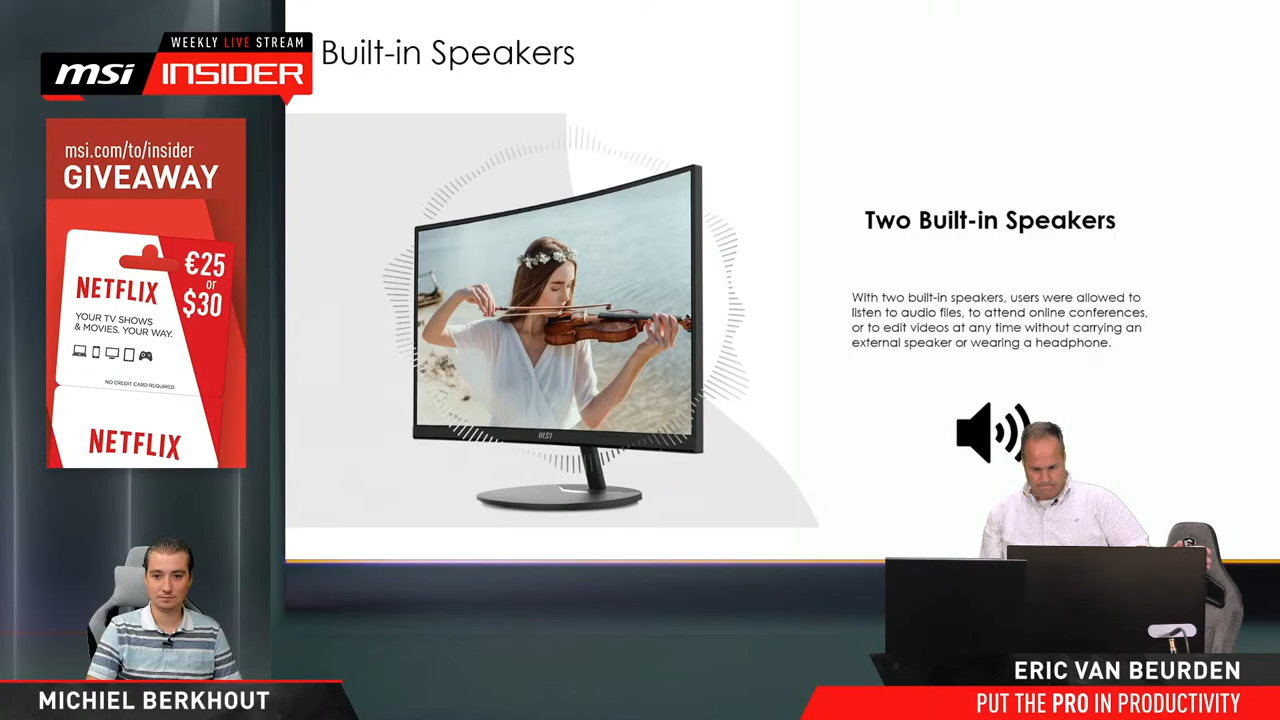 WEEKLY LIVE STREAM
msi INSIDER
Built-in Speakers
msi.com/to/insider
GIVEAWAY
€25
or
$30
NETFLIX
YOUR TV SHOWS
& MOVIES. YOUR WAY.
NO CREDIT CARD REQUIRED
NETFLIX
msi
Two Built-in Speakers
With two built-in speakers, users were allowed to
listen to audio files, to attend online conferences,
or to edit videos at any time without carrying an
external speaker or wearing a headphone.
MICHIEL BERKHOUT
ERIC VAN BEURDEN
PUT THE PRO IN PRODUCTIVITY